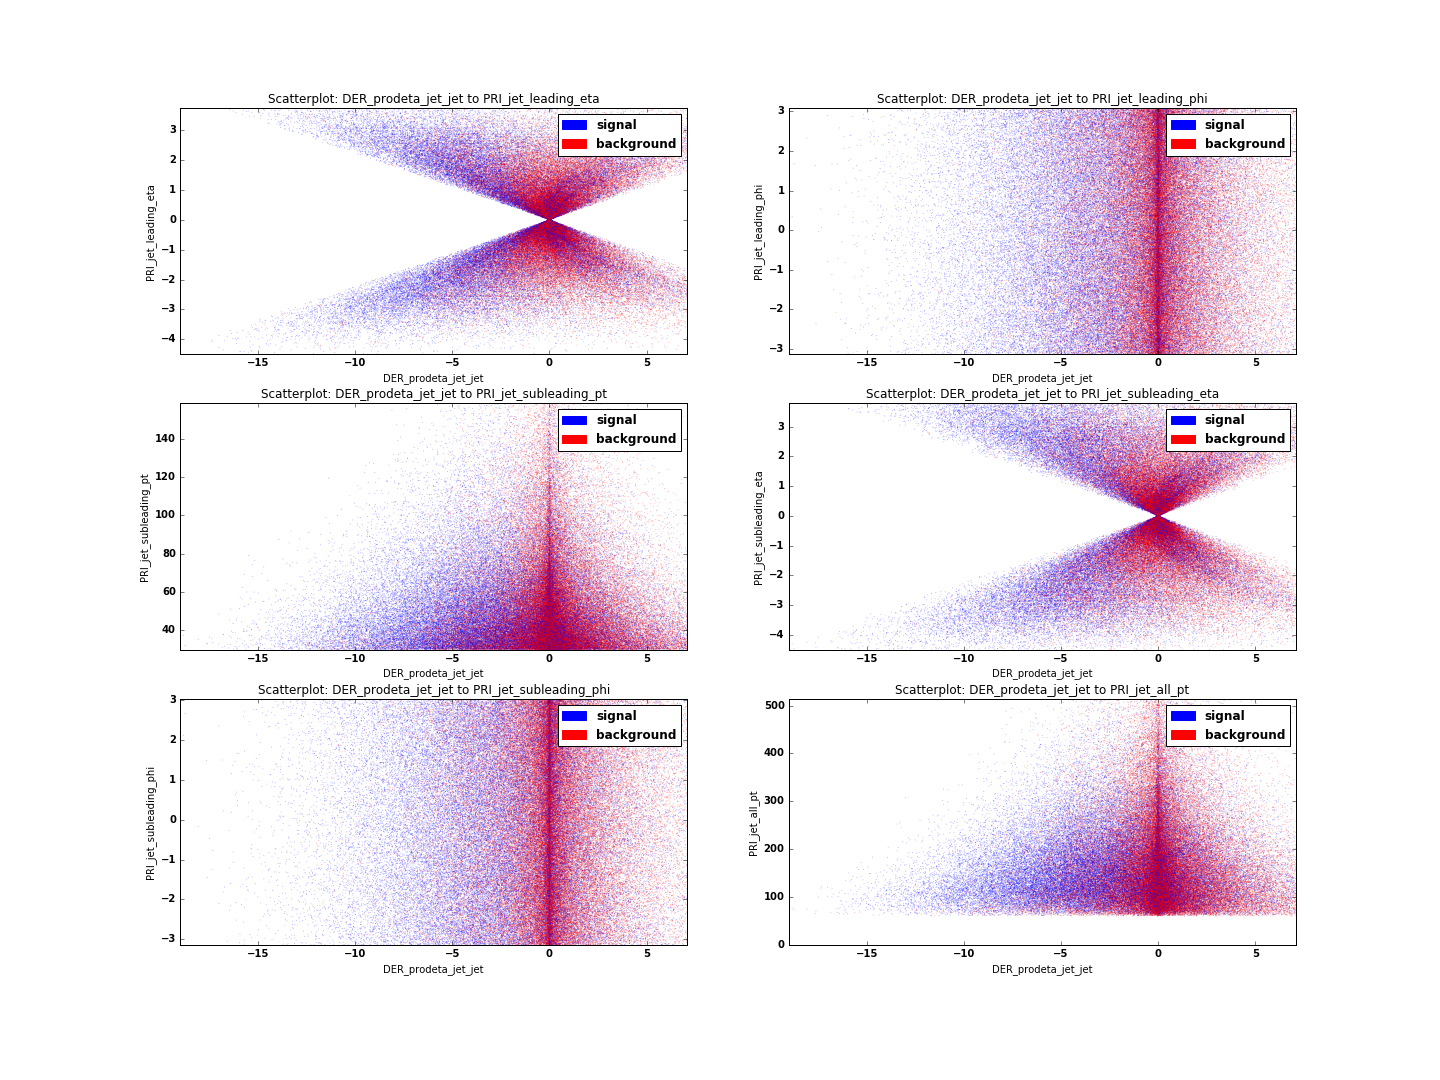 Scatterplot: DER_prodeta_jet_jet to PRI_jet_leading_eta
signal
background
3
2
1
0
−1
−2
−3
−4
PRI_jet_leading_eta
−15
−10
−5
0
5
DER_prodeta_jet_jet
Scatterplot: DER_prodeta_jet_jet to PRI_jet_leading_phi
signal
background
3
2
1
0
−1
−2
−3
PRI_jet_leading_phi
−15
−10
−5
0
5
DER_prodeta_jet_jet
Scatterplot: DER_prodeta_jet_jet to PRI_jet_subleading_pt
signal
background
140
120
100
80
60
40
PRI_jet_subleading_pt
−15
−10
−5
0
5
DER_prodeta_jet_jet
Scatterplot: DER_prodeta_jet_jet to PRI_jet_subleading_eta
signal
background
3
2
1
0
−1
−2
−3
−4
PRI_jet_subleading_eta
−15
−10
−5
0
5
DER_prodeta_jet_jet
Scatterplot: DER_prodeta_jet_jet to PRI_jet_subleading_phi
signal
background
3
2
1
0
−1
−2
−3
PRI_jet_subleading_phi
−15
−10
−5
0
5
DER_prodeta_jet_jet
Scatterplot: DER_prodeta_jet_jet to PRI_jet_all_pt
signal
background
500
400
300
200
100
0
PRI_jet_all_pt
−15
−10
−5
0
5
DER_prodeta_jet_jet